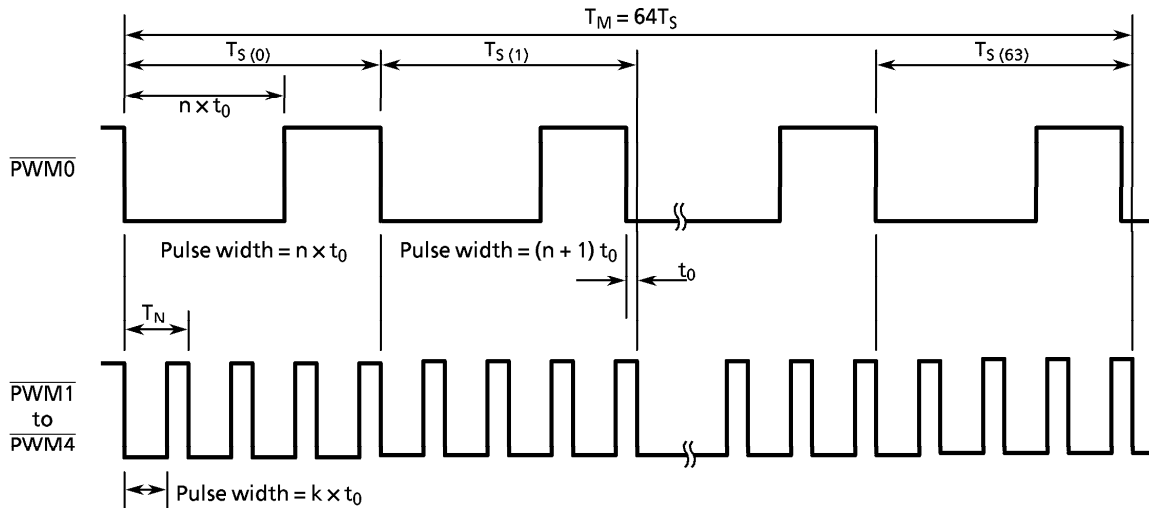 T_M = 64T_S
T_S (0)
T_S (1)
T_S (63)
n × t_0
PWM0
Pulse width = n × t_0
Pulse width = (n + 1) t_0
t_0
T_N
PWM1
to
PWM4
Pulse width = k × t_0